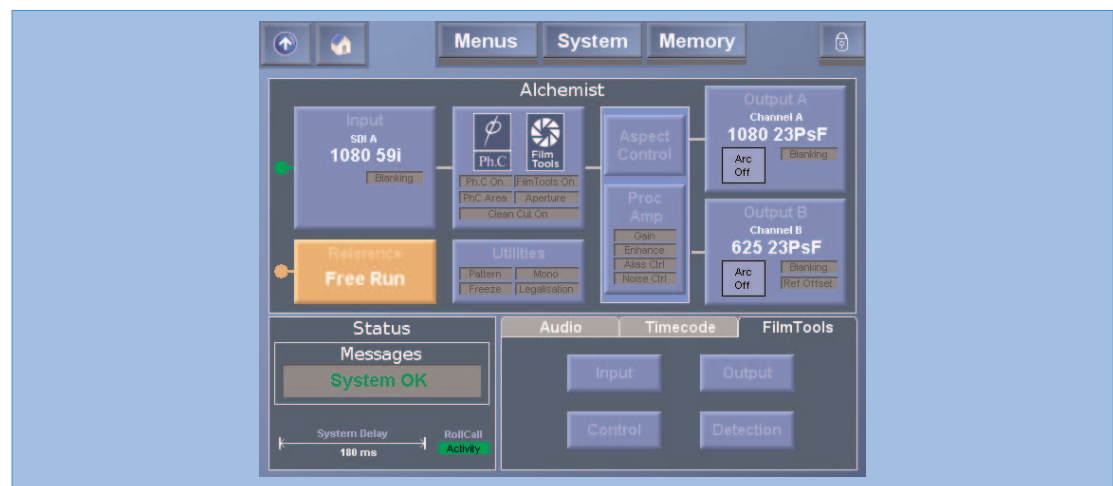 Menus System Memory
Alchemist
Input
SDI A
1080 59i
Blanking
Ph.C
Film
Tools
Ph.C On FilmTools On
PhC Area Aperture
Clean Cut On
Aspect
Control
Proc
Amp
Gain
Enhance
Alias Ctrl
Noise Ctrl
Output A
Channel A
1080 23PsF
Arc
Off
Blanking
Reference
Free Run
Utilities
Pattern Mono
Freeze Legalisation
Output B
Channel B
625 23PsF
Arc
Off
Blanking
Ref Offset
Status
Messages
System OK
System Delay
180 ms
RollCall
Activity
Audio Timecode FilmTools
Input Output
Control Detection